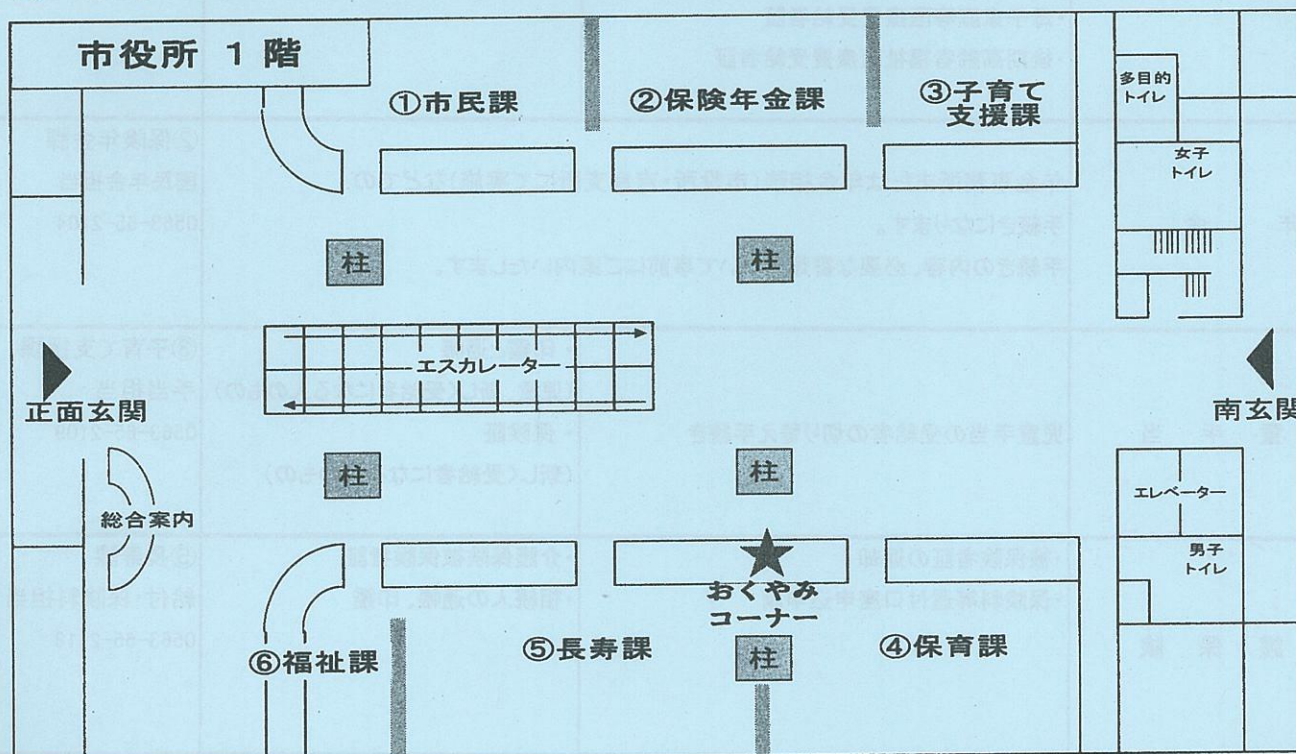 市役所 1 階
①市民課
②保険年金課
③子育て
支援課
多目的
トイレ
女子
トイレ
柱
柱
エスカレーター
正面玄関
南玄関
柱
柱
総合案内
エレベーター
男子
トイレ
おくやみ
コーナー
⑥福祉課
⑤長寿課
柱
④保育課